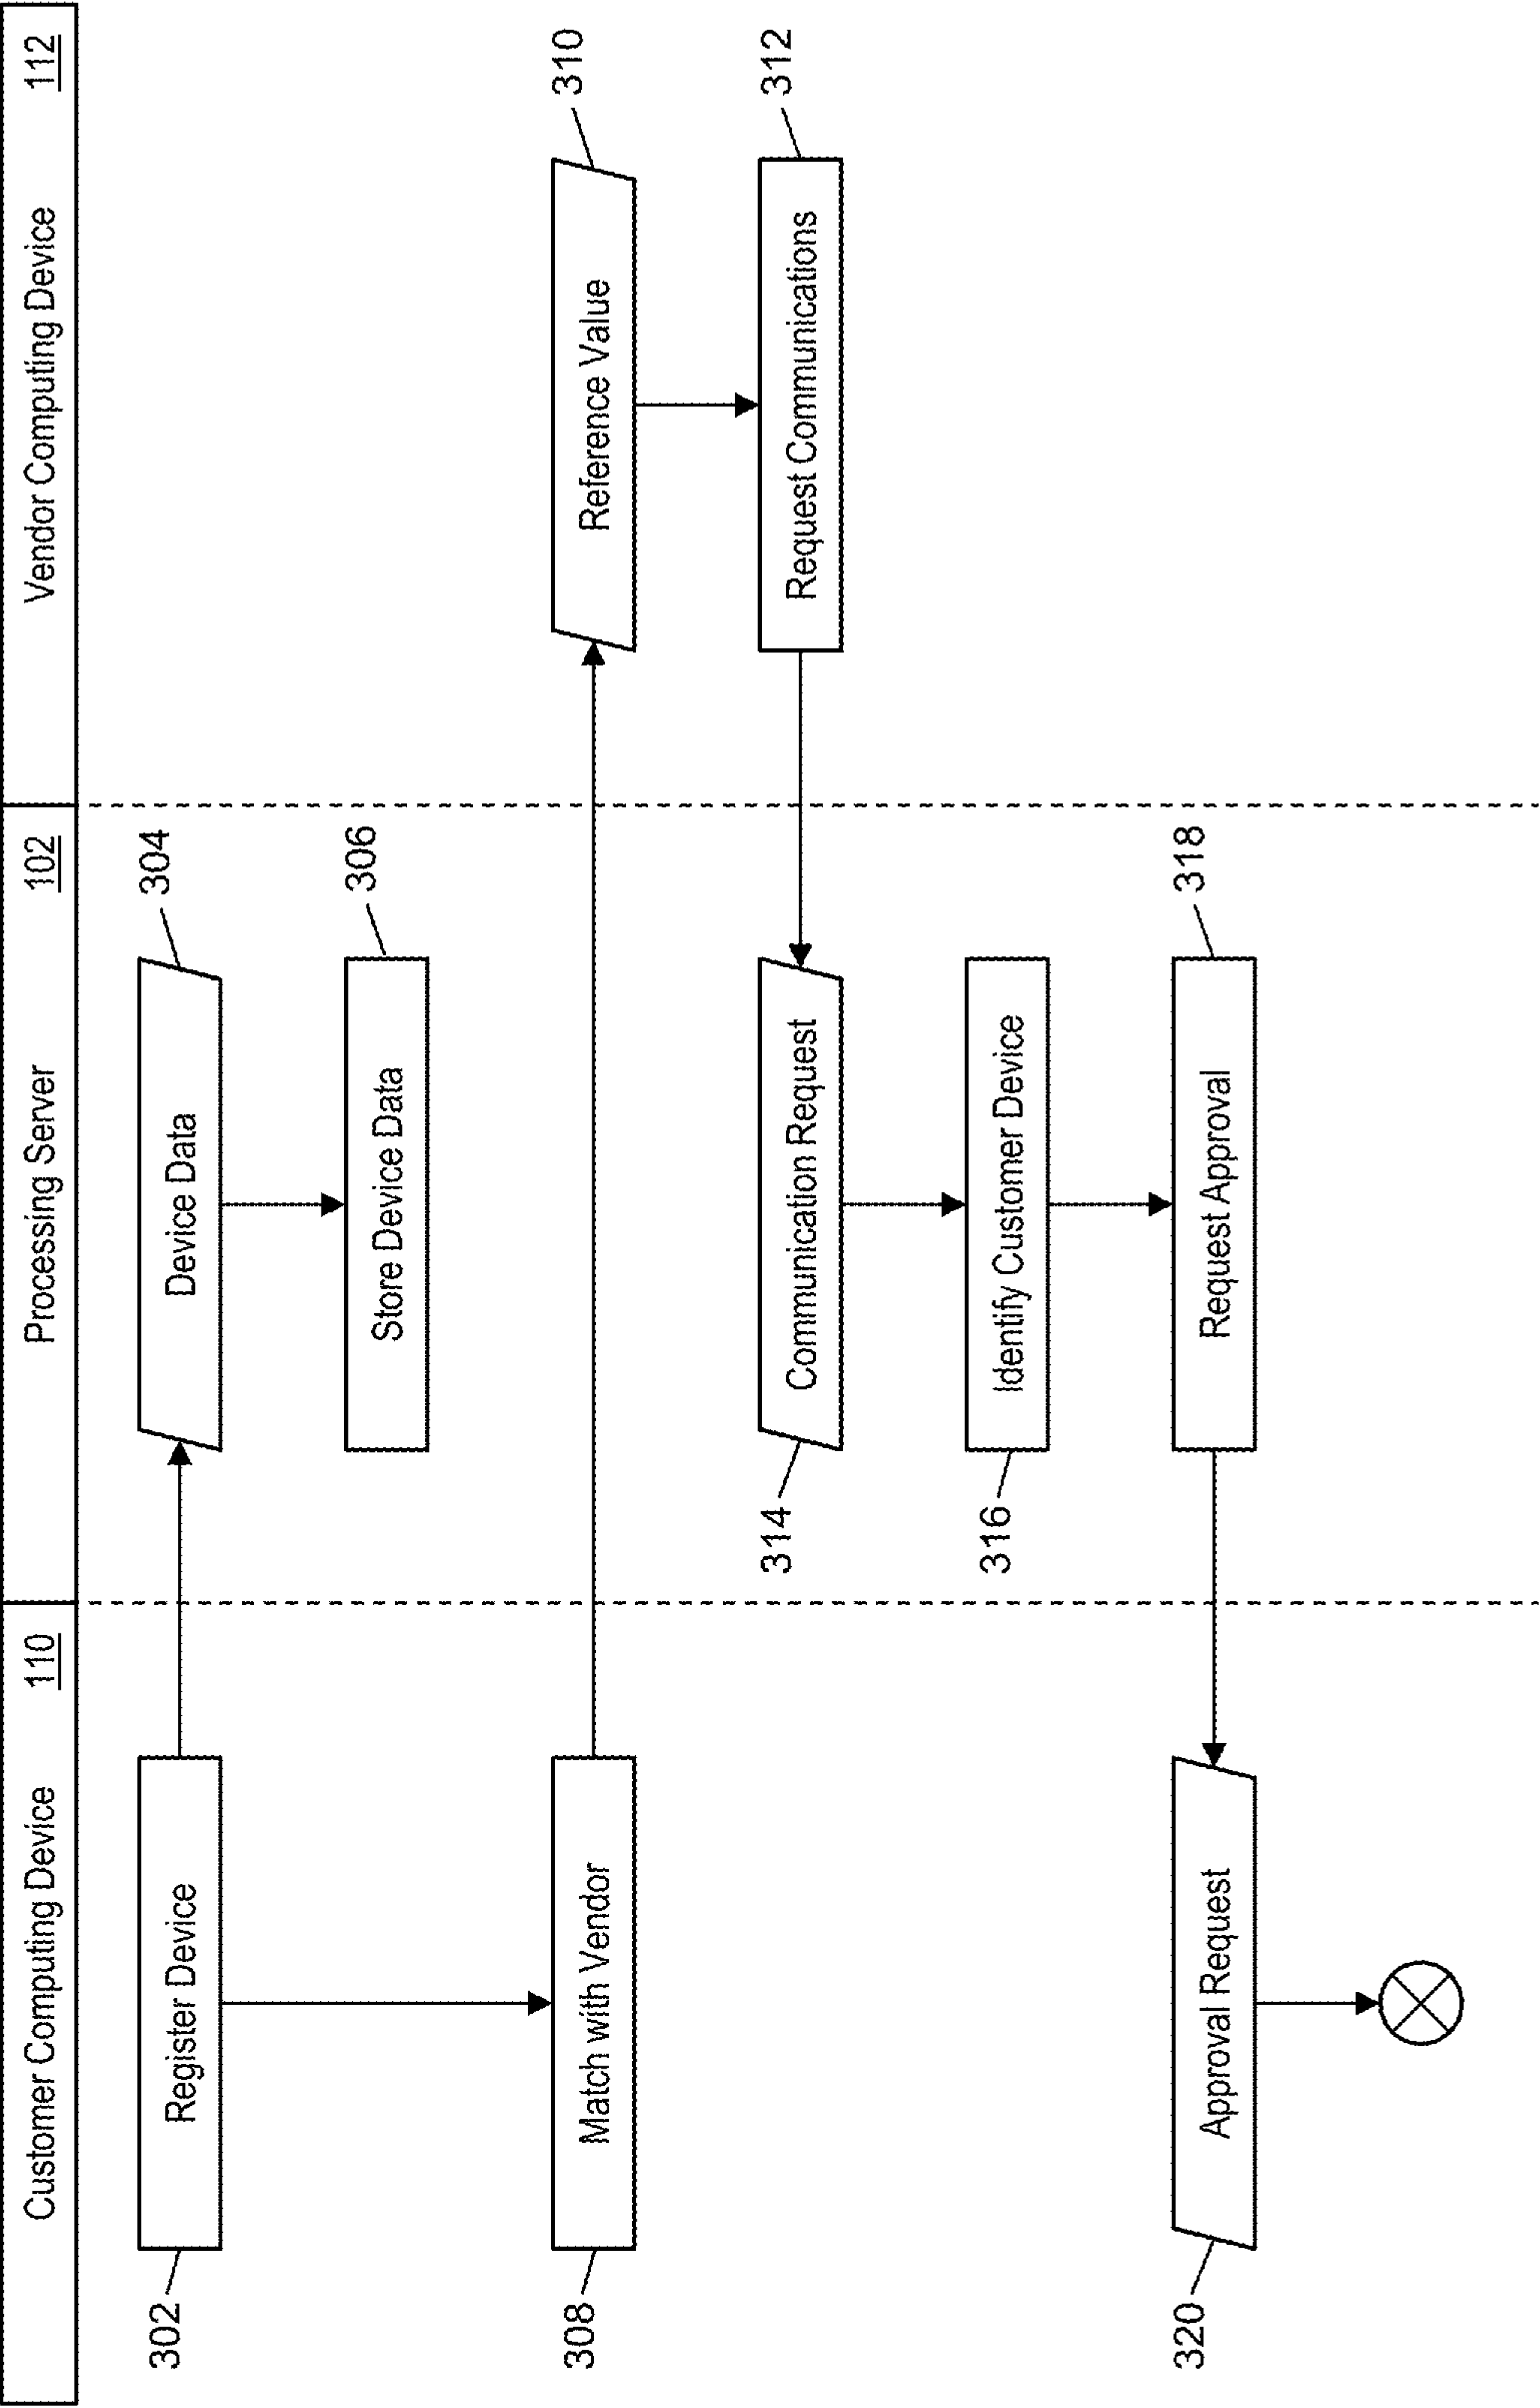 Customer Computing Device 110
Processing Server 102
Vendor Computing Device 112
302
Register Device
Device Data
304
Store Device Data
306
308
Match with Vendor
Reference Value
310
Request Communications
312
314
Communication Request
316
Identify Customer Device
Request Approval
318
320
Approval Request